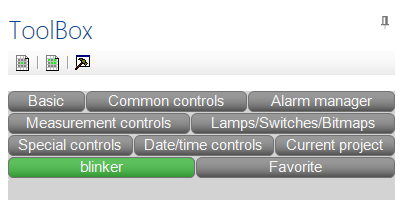 ToolBox
Basic Common controls Alarm manager
Measurement controls Lamps/Switches/Bitmaps
Special controls Date/time controls Current project
blinker Favorite